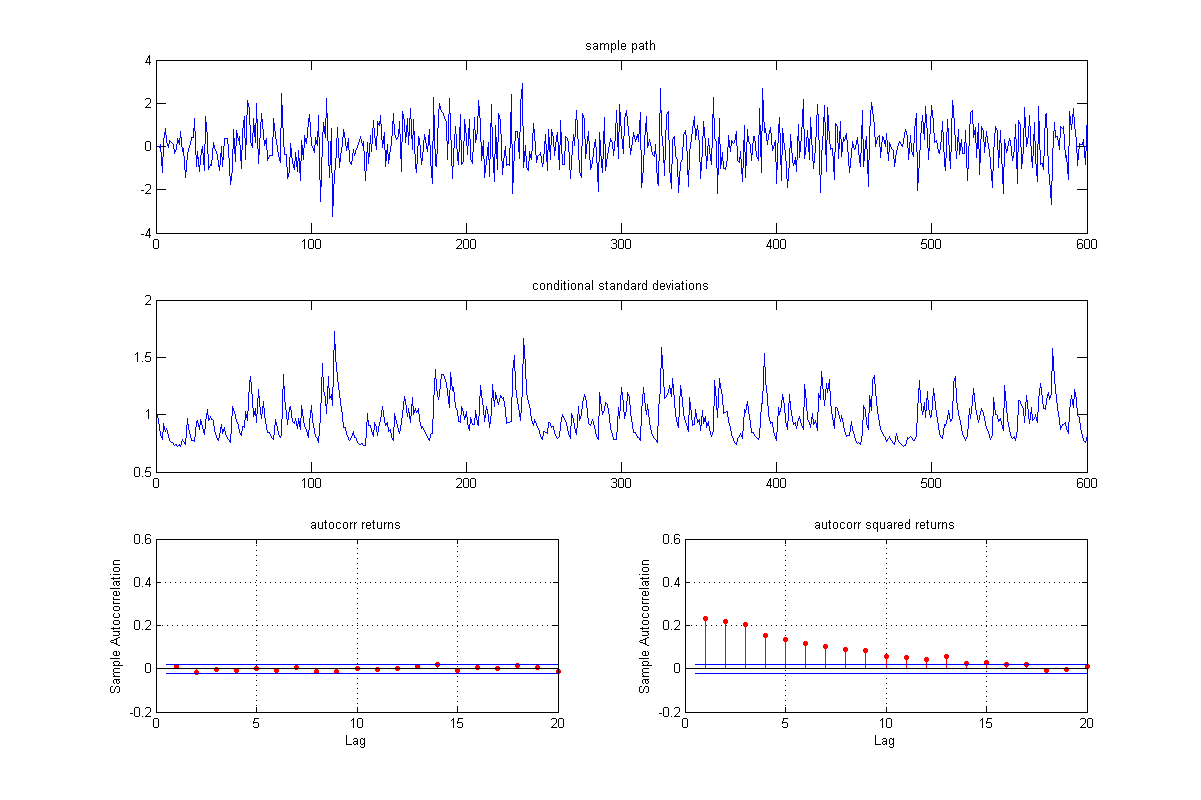 sample path
4
2
0
-2
-4
0 100 200 300 400 500 600
conditional standard deviations
2
1.5
1
0.5
0 100 200 300 400 500 600
autocorr returns
0.6
0.4
0.2
0
-0.2
Sample Autocorrelation
0 5 10 15 20
Lag
autocorr squared returns
0.6
0.4
0.2
0
-0.2
Sample Autocorrelation
0 5 10 15 20
Lag